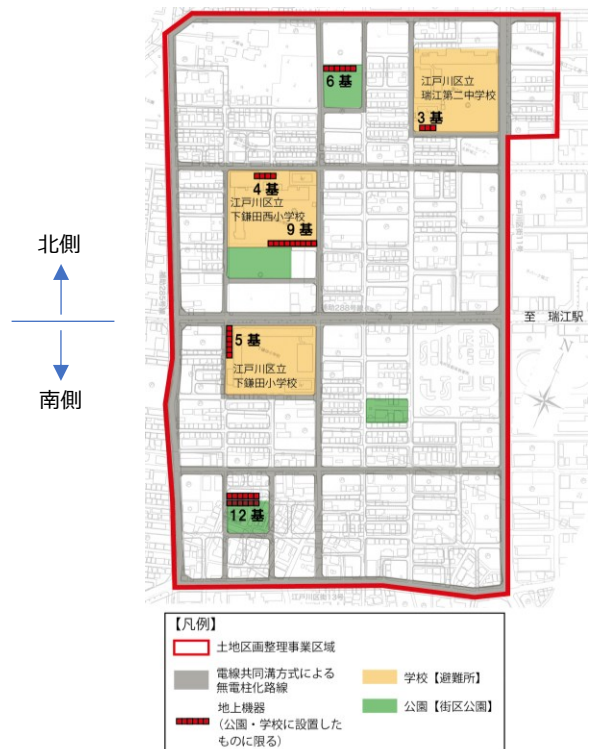 6 基
江戸川区立
瑞江第二中学校
3 基
4 基
江戸川区立
下鎌田西小学校
9 基
北側
南側
至 瑞江駅
N
5 基
江戸川区立
下鎌田小学校
12 基
【凡例】
土地区画整理事業区域
電線共同溝方式による
無電柱化路線
地上機器
(公園・学校に設置した
ものに限る)
学校【避難所】
公園【街区公園】